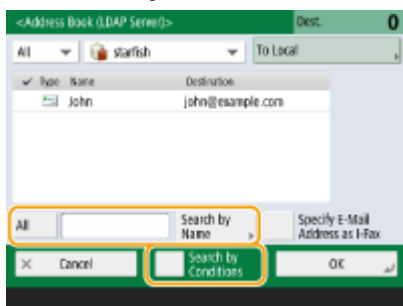 <Address Book (LDAP Server)> Dest. 0
All starfish To Local
Type Name Destination
John john@example.com
All Search by Name Specify E-Mail Address as I-Fax
× Cancel Search by Conditions OK